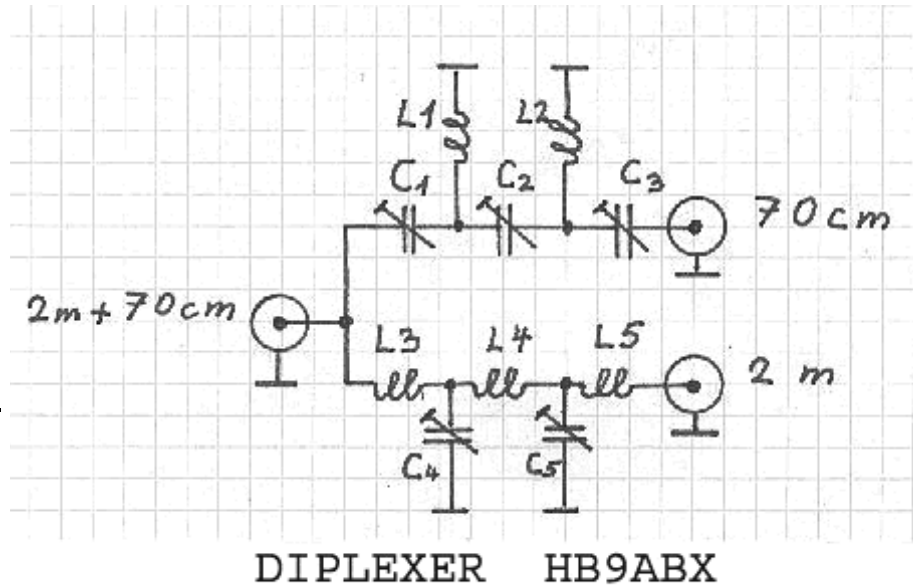 L1 L2
C1 C2 C3
70cm
2m+70cm
L3 L4 L5
2 m
C4 C5
DIPLEXER HB9ABX